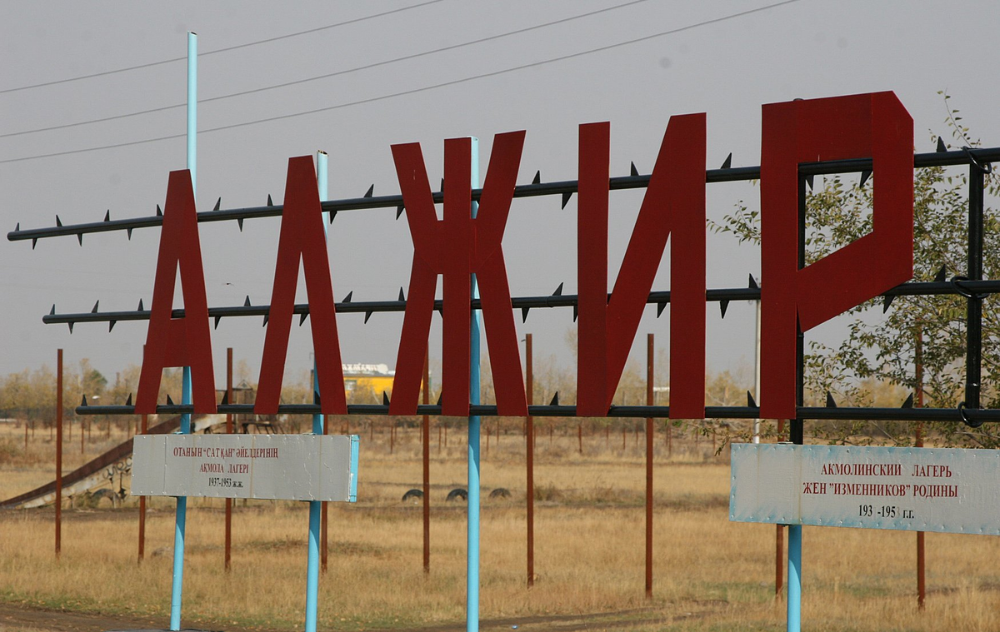 АЛЖИР
ОТАНЫН "САТҚАН" ӘЙЕЛДЕРІНІҢ
АҚМОЛА ЛАГЕРІ
1937-1953 ж.ж.
АКМОЛИНСКИЙ ЛАГЕРЬ
ЖЕН "ИЗМЕННИКОВ" РОДИНЫ
193 -195 г.г.